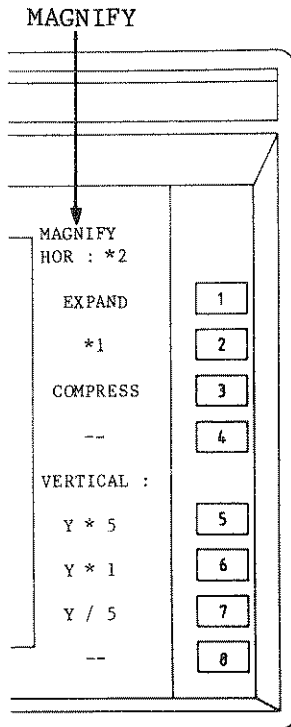 MAGNIFY
MAGNIFY
HOR : *2
EXPAND 1
*1 2
COMPRESS 3
-- 4
VERTICAL :
Y * 5 5
Y * 1 6
Y / 5 7
-- 8